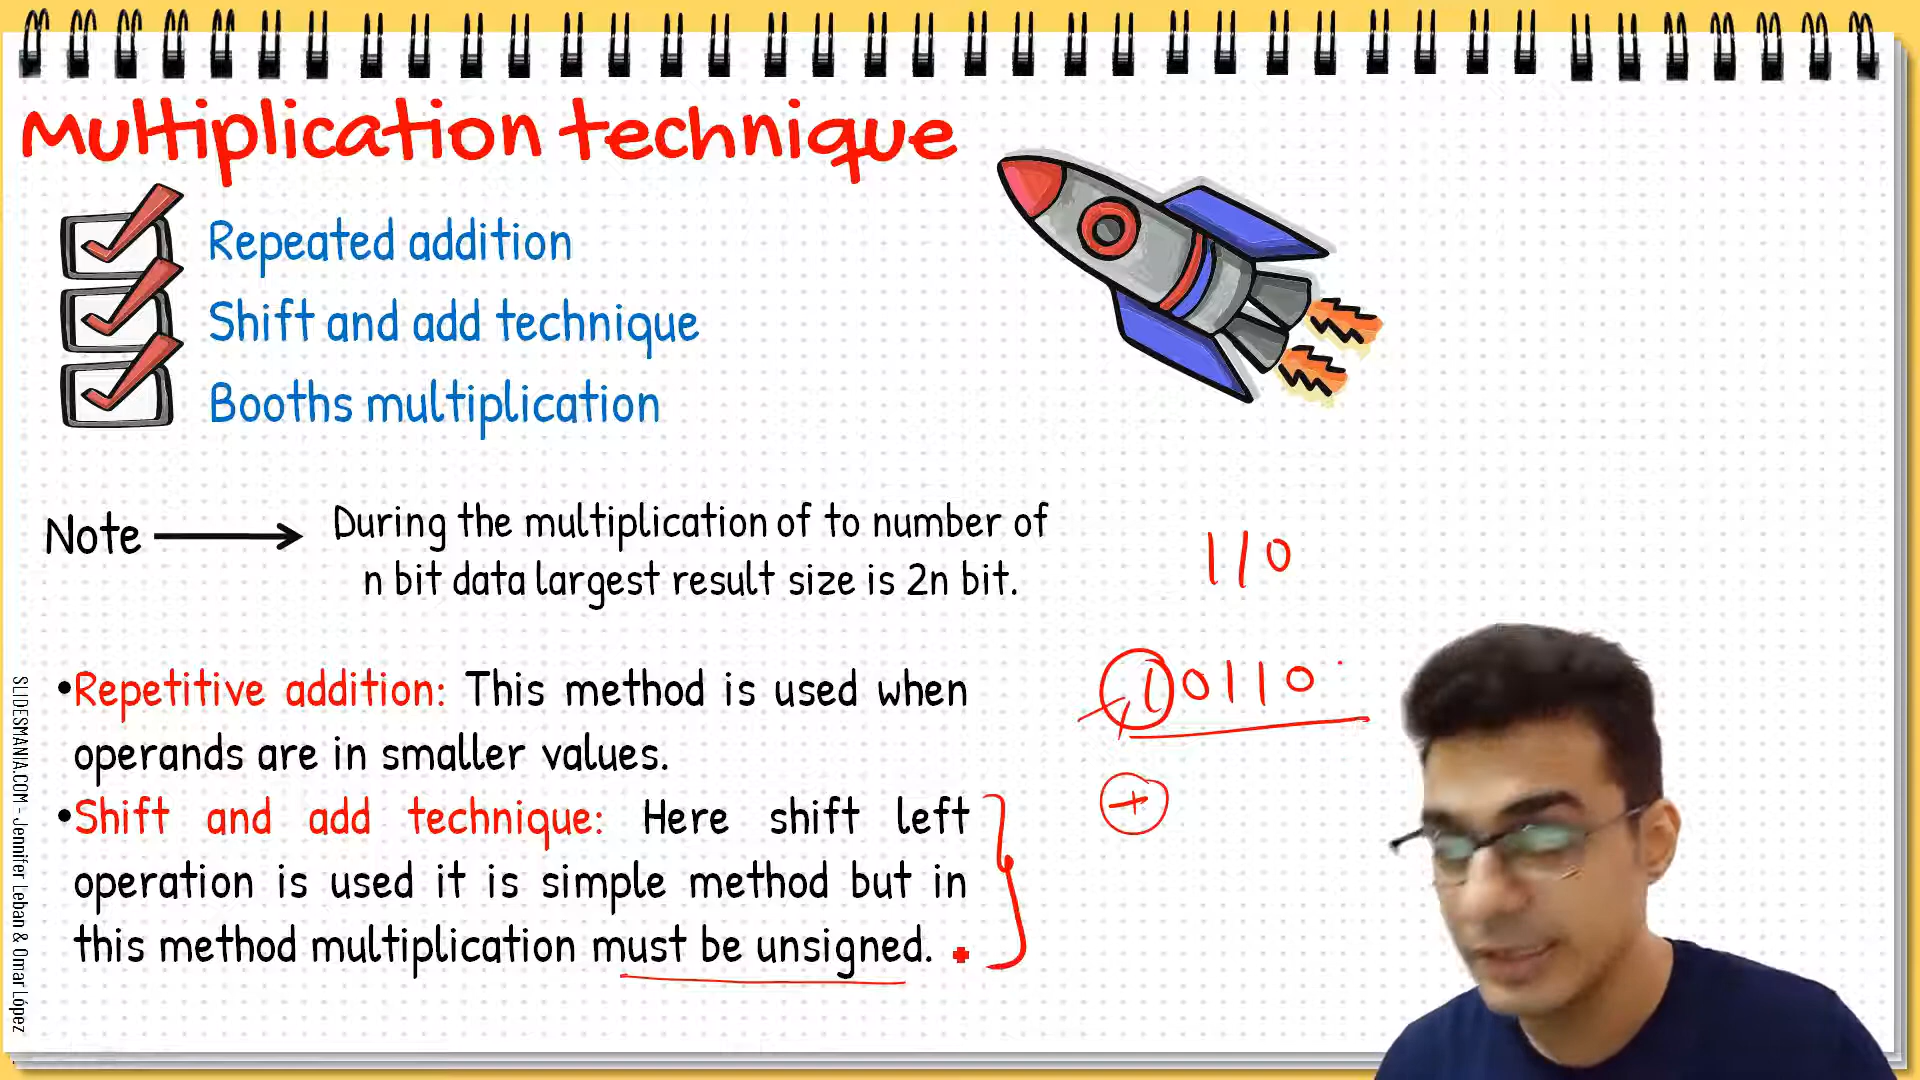 Multiplication technique
Repeated addition
Shift and add technique
Booths multiplication
Note
During the multiplication of to number of
n bit data largest result size is 2n bit.
110
•Repetitive addition: This method is used when
operands are in smaller values.
10110
+
•Shift and add technique: Here shift left
operation is used it is simple method but in
this method multiplication must be unsigned.
SLIDESMANIA.COM - Jennifer Leban & Omar López